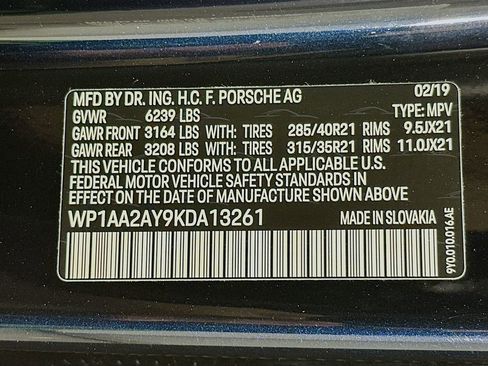 MFD BY DR. ING. H.C. F. PORSCHE AG 02/19
GVWR 6239 LBS TYPE: MPV
GAWR FRONT 3164 LBS WITH: TIRES 285/40R21 RIMS 9.5JX21
GAWR REAR 3208 LBS WITH: TIRES 315/35R21 RIMS 11.0JX21
THIS VEHICLE CONFORMS TO ALL APPLICABLE U.S.
FEDERAL MOTOR VEHICLE SAFETY STANDARDS IN
EFFECT ON THE DATE OF MANUFACTURE SHOWN ABOVE.
WP1AA2AY9KDA13261 MADE IN SLOVAKIA
9Y0.010.016.AE